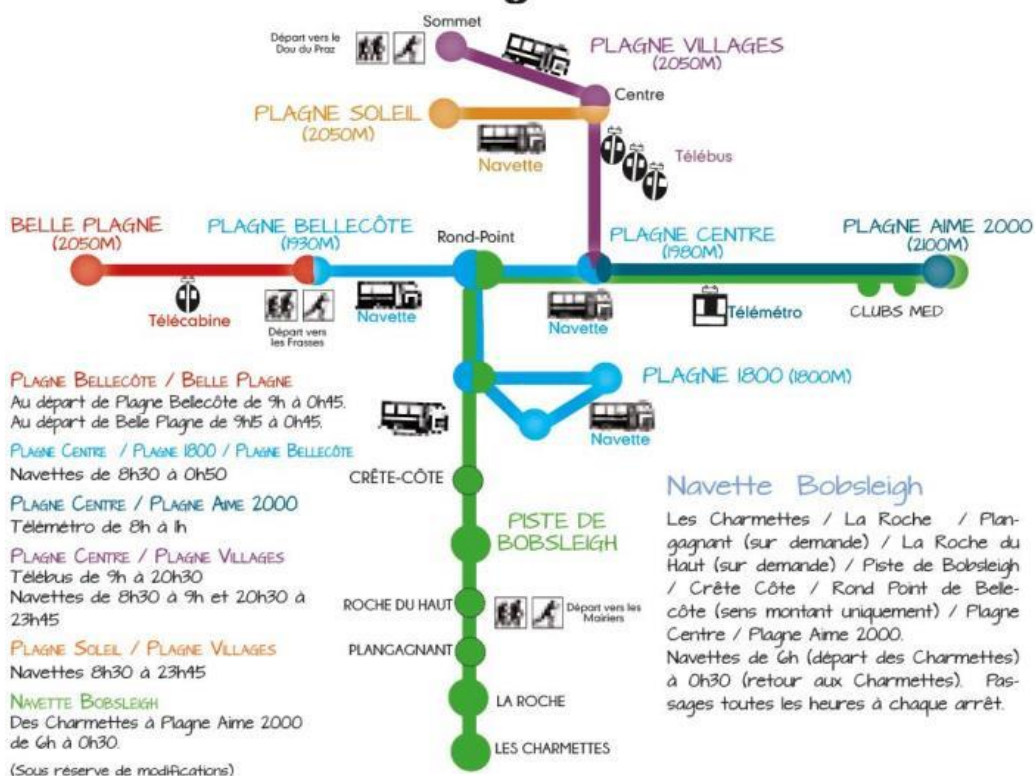 Sommet
Départ vers le
Dou du Praz
PLAGNE VILLAGES
(2050M)
Centre
PLAGNE SOLEIL
(2050M)
Navette
Télébus
BELLE PLAGNE
(2050M)
PLAGNE BELLECÔTE
(1930M)
Rond-Point
PLAGNE CENTRE
(1980M)
PLAGNE AIME 2000
(2100M)
Télécabine
Départ vers
les Frasses
Navette
Navette
Télémétro
CLUBS MED
PLAGNE 1800 (1800M)
Navette
PLAGNE BELLECÔTE / BELLE PLAGNE
Au départ de Plagne Bellecôte de 9h à 0h45.
Au départ de Belle Plagne de 9h15 à 0h45.
PLAGNE CENTRE / PLAGNE 1800 / PLAGNE BELLECÔTE
Navettes de 8h30 à 0h50
PLAGNE CENTRE / PLAGNE AIME 2000
Télémétro de 8h à 1h
PLAGNE CENTRE / PLAGNE VILLAGES
Télébus de 9h à 20h30
Navettes de 8h30 à 9h et 20h30 à
23h45
PLAGNE SOLEIL / PLAGNE VILLAGES
Navettes 8h30 à 23h45
NAVETTE BOBSLEIGH
Des Charmettes à Plagne Aime 2000
de 6h à 0h30.
(Sous réserve de modifications)
CRÊTE-CÔTE
PISTE DE
BOBSLEIGH
ROCHE DU HAUT
Départ vers les
Mairiers
PLANGAGNANT
LA ROCHE
LES CHARMETTES
Navette Bobsleigh
Les Charmettes / La Roche / Plan-
gagnant (sur demande) / La Roche du
Haut (sur demande) / Piste de Bobsleigh
/ Crête Côte / Rond Point de Belle-
côte (sens montant uniquement) / Plagne
Centre / Plagne Aime 2000.
Navettes de 6h (départ des Charmettes)
à 0h30 (retour aux Charmettes). Pas-
sages toutes les heures à chaque arrêt.